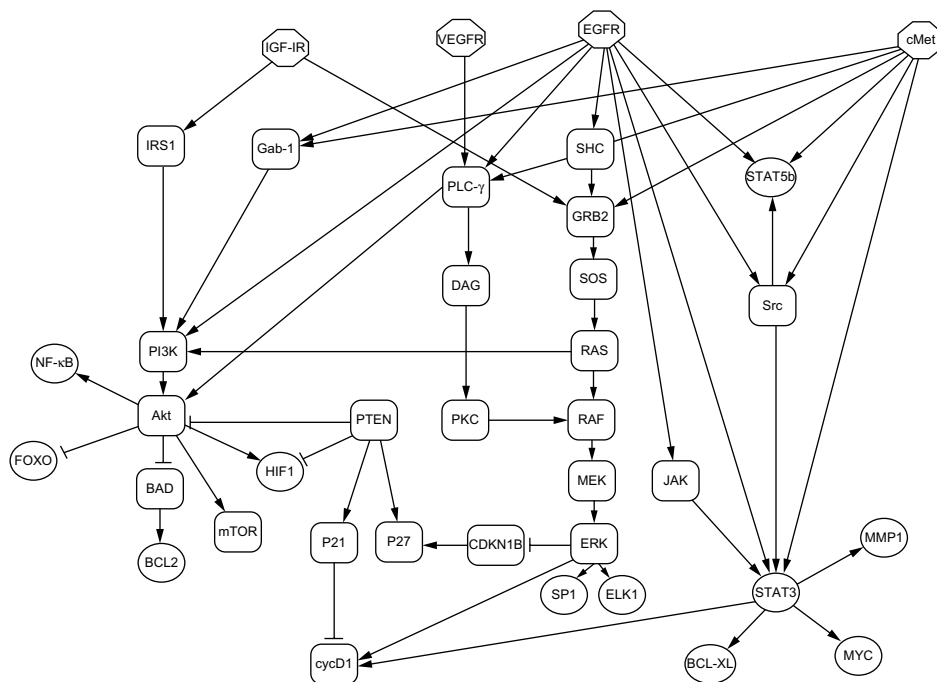 EGFR
IGF-IR
VEGFR
cMet
IRS1
Gab-1
SHC
PLC-γ
STAT5b
GRB2
DAG
SOS
Src
PI3K
RAS
NF-κB
Akt
PTEN
PKC
RAF
FOXO
HIF1
BAD
MEK
JAK
mTOR
P21
P27
CDKN1B
ERK
MMP1
BCL2
SP1
ELK1
STAT3
cycD1
BCL-XL
MYC